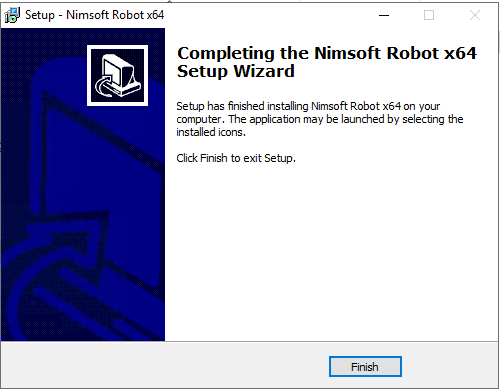 Setup - Nimsoft Robot x64
Completing the Nimsoft Robot x64
Setup Wizard
Setup has finished installing Nimsoft Robot x64 on your
computer. The application may be launched by selecting the
installed icons.
Click Finish to exit Setup.
Finish